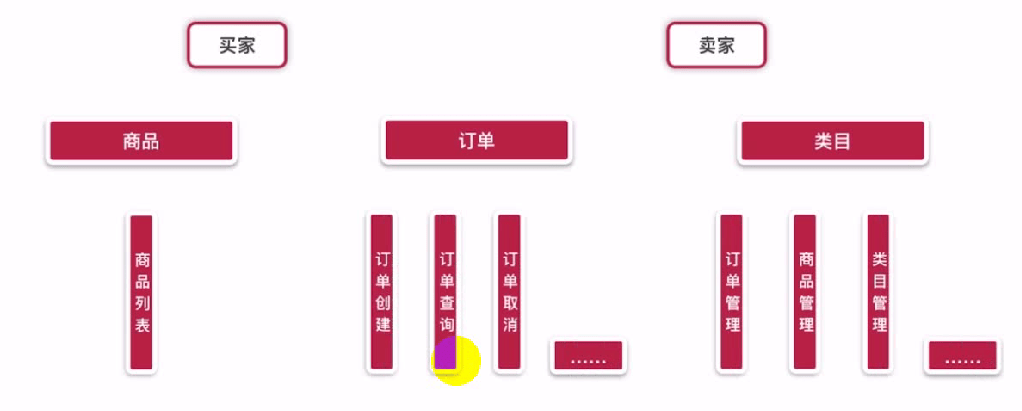 买家
卖家
商品
订单
类目
商品列表
订单创建
订单查询
订单取消
……
订单管理
商品管理
类目管理
……